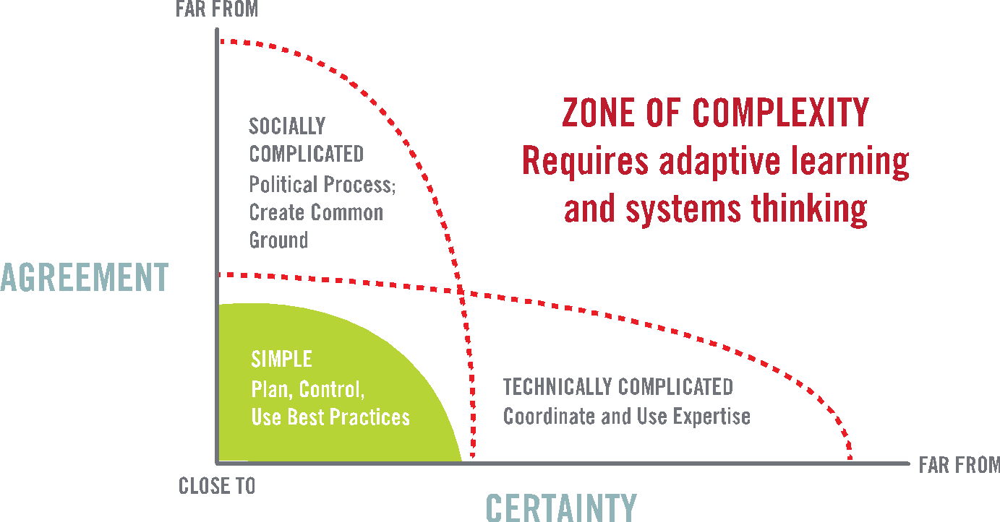 FAR FROM
ZONE OF COMPLEXITY
Requires adaptive learning
and systems thinking
SOCIALLY
COMPLICATED
Political Process;
Create Common
Ground
AGREEMENT
SIMPLE
Plan, Control,
Use Best Practices
TECHNICALLY COMPLICATED
Coordinate and Use Expertise
FAR FROM
CLOSE TO
CERTAINTY